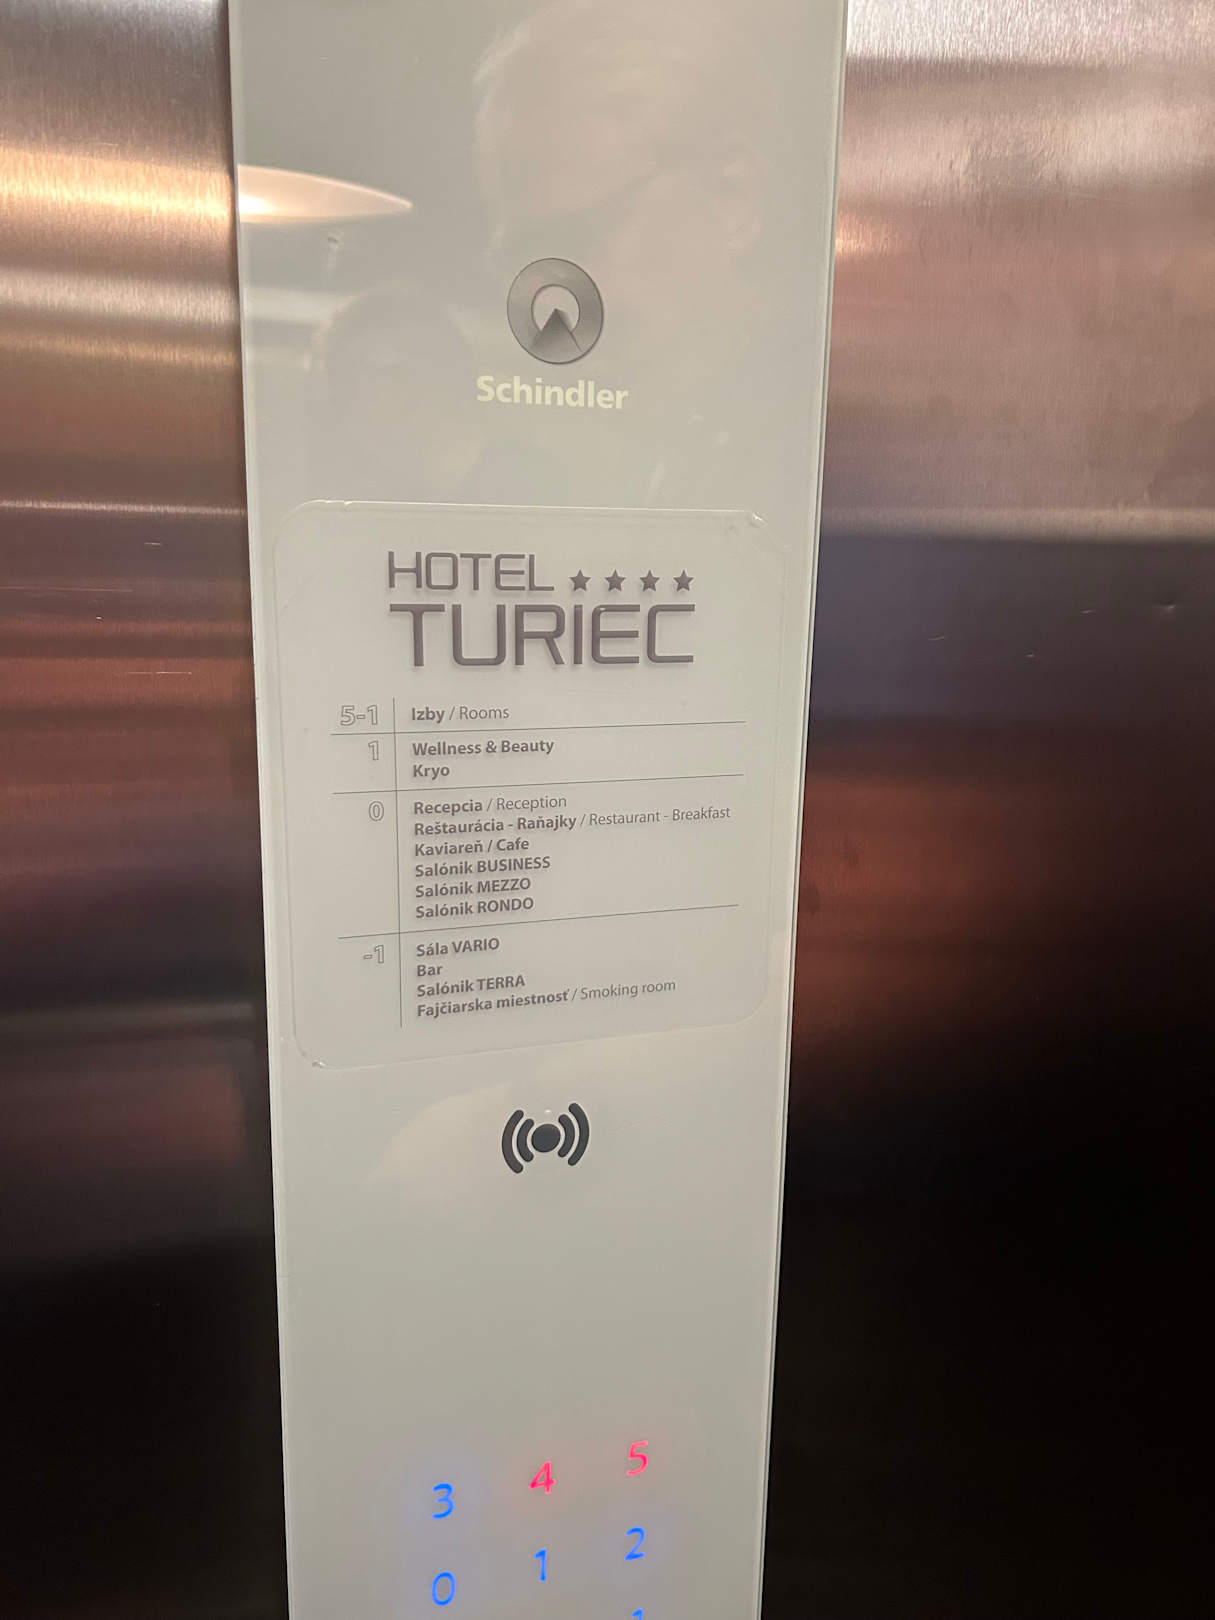 Schindler
HOTEL ★★★★
TURIEC
5-1 Izby / Rooms
1 Wellness & Beauty
Kryo
0 Recepcia / Reception
Reštaurácia - Raňajky / Restaurant - Breakfast
Kaviareň / Cafe
Salónik BUSINESS
Salónik MEZZO
Salónik RONDO
-1 Sála VARIO
Bar
Salónik TERRA
Fajčiarska miestnosť / Smoking room
3 4 5
0 1 2